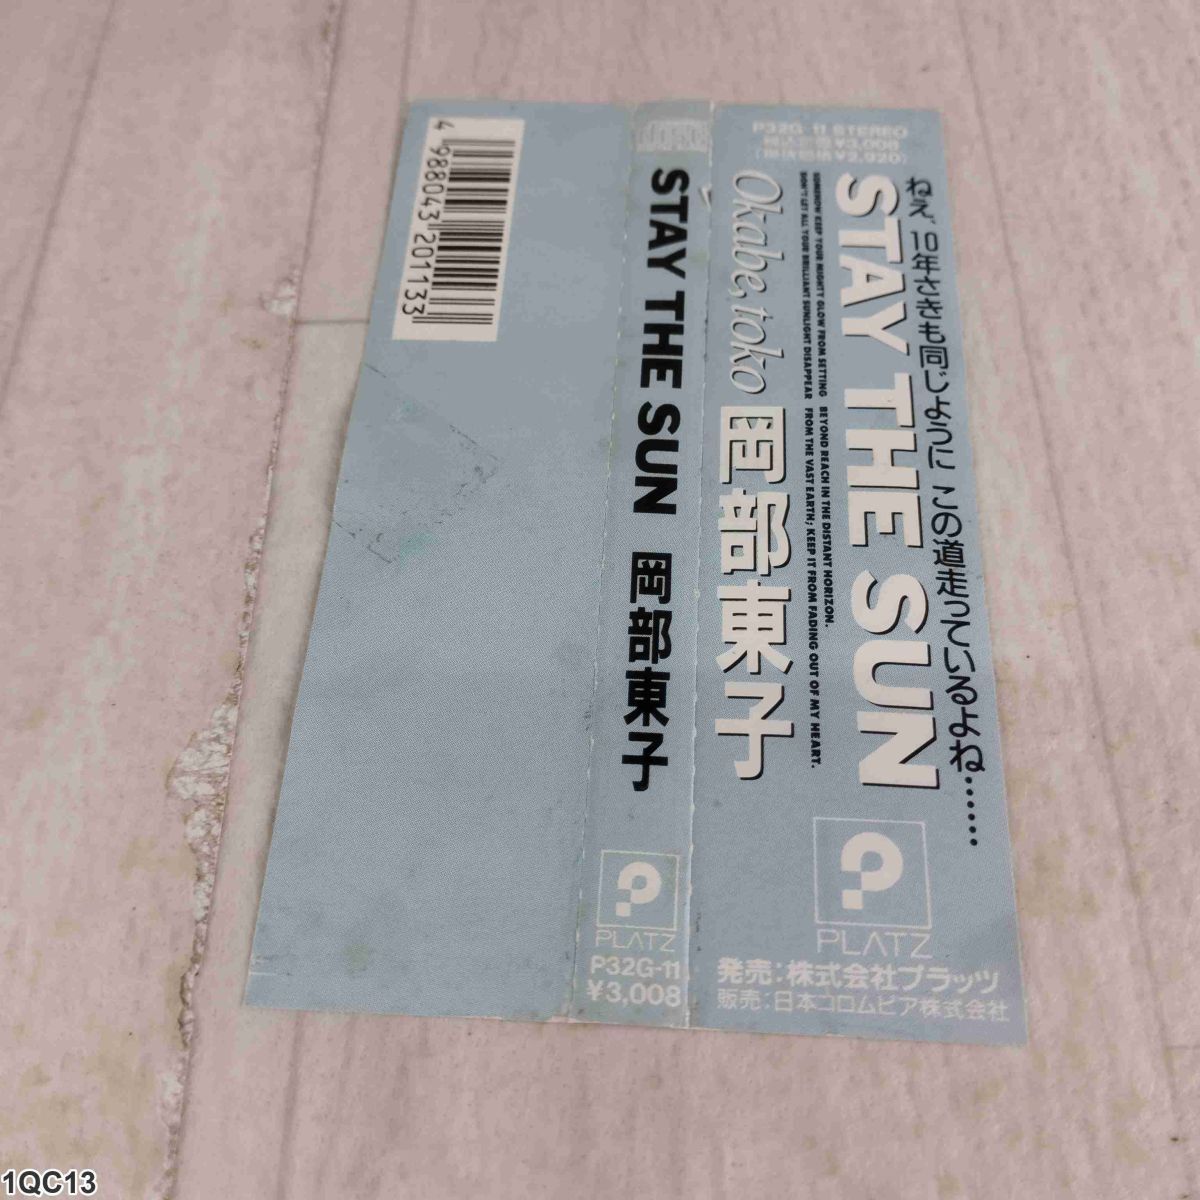 P32G-11 STEREO
税込定価¥3,008
(税抜価格¥2,920)
ねえ、10年さきも同じように この道走っているよね……
STAY THE SUN
SOMEHOW KEEP YOUR MIGHTY GLOW FROM SETTING BEYOND REACH IN THE DISTANT HORIZON.
DON'T LET ALL YOUR BRILLIANT SUNLIGHT DISAPPEAR FROM THE VAST EARTH; KEEP IT FROM FADING OUT OF MY HEART.
Okabe, toko 岡部東子
PLATZ
発売:株式会社プラッツ
販売:日本コロムビア株式会社
STAY THE SUN 岡部東子
PLATZ
P32G-11
¥3,008
4 988043 201133
1QC13